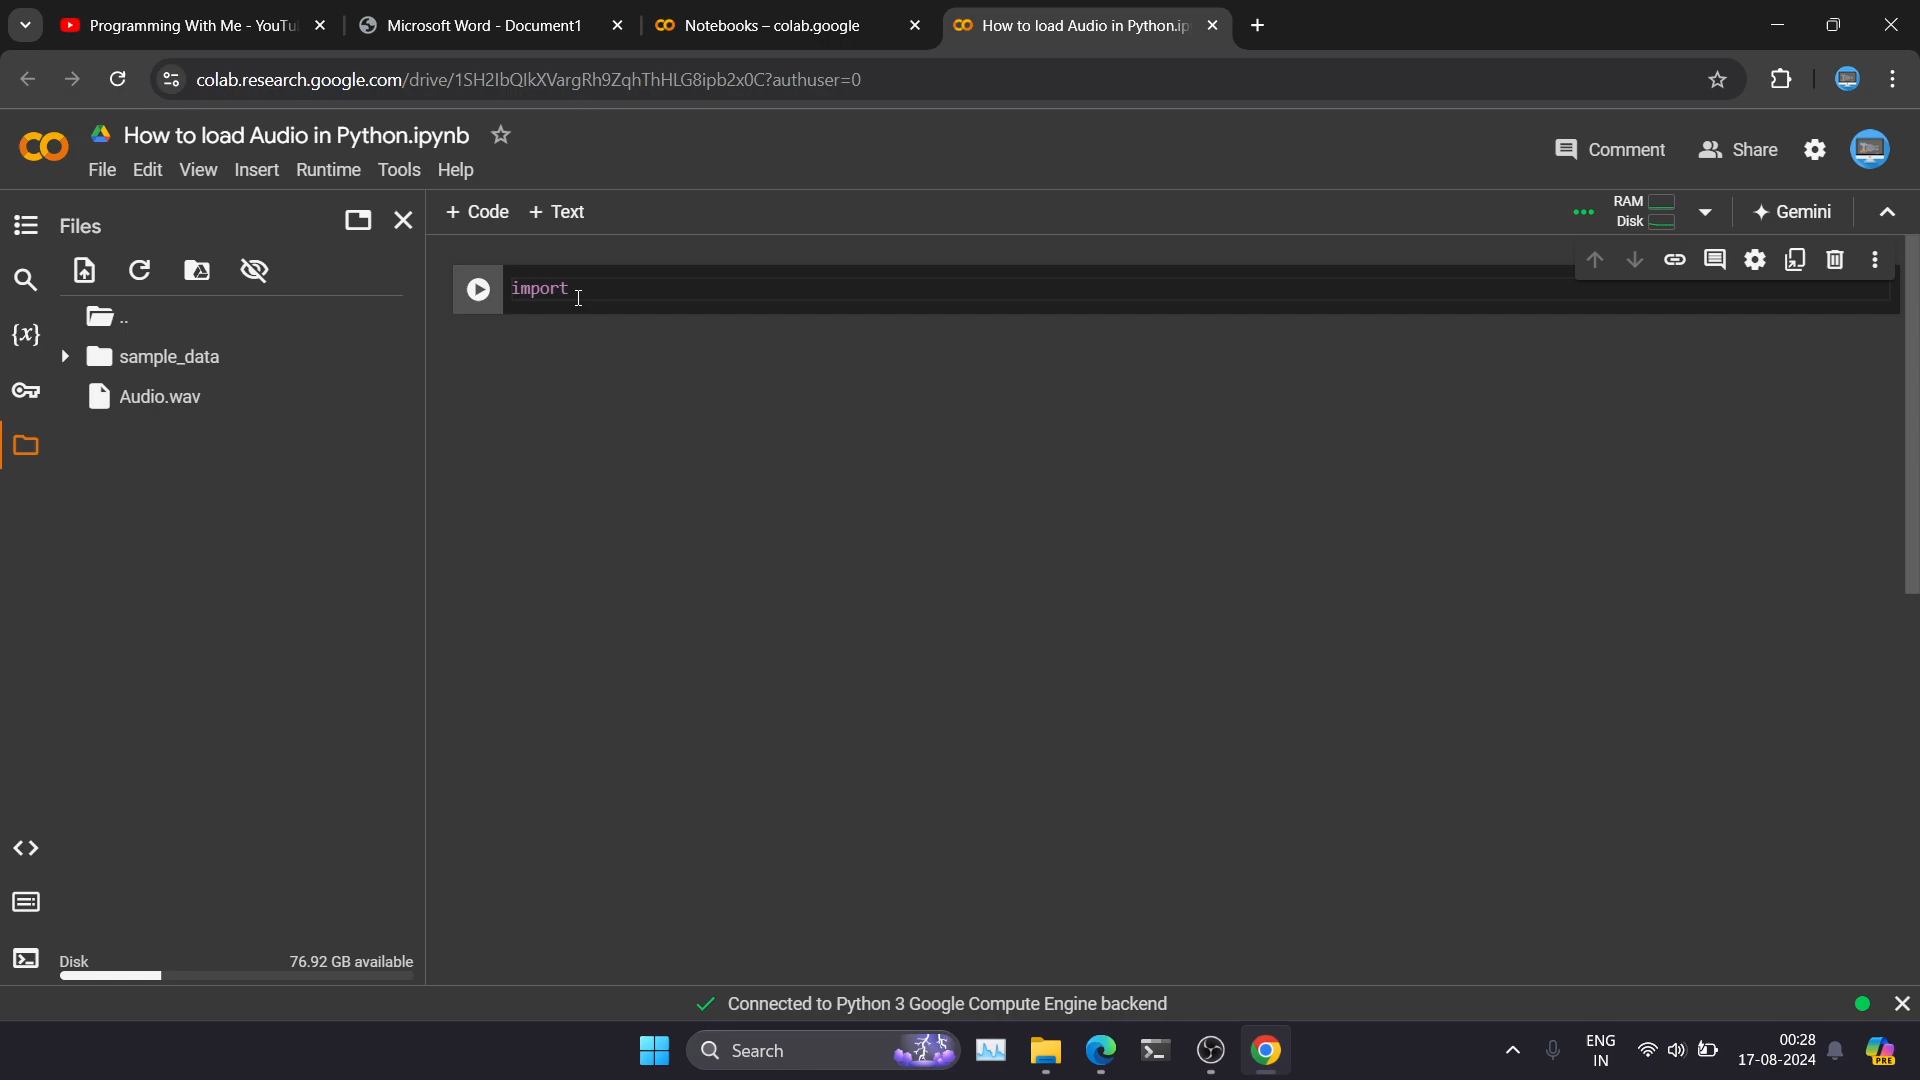 Programming With Me - YouTu
Microsoft Word - Document1
Notebooks – colab.google
How to load Audio in Python.ip
colab.research.google.com/drive/1SH2IbQIkXVargRh9ZqhThHLG8ipb2x0C?authuser=0
How to load Audio in Python.ipynb
File Edit View Insert Runtime Tools Help
Comment
Share
Files
+ Code + Text
RAM
Disk
Gemini
import
..
{x}
sample_data
Audio.wav
Disk
76.92 GB available
Connected to Python 3 Google Compute Engine backend
Search
ENG
IN
00:28
17-08-2024
PRE